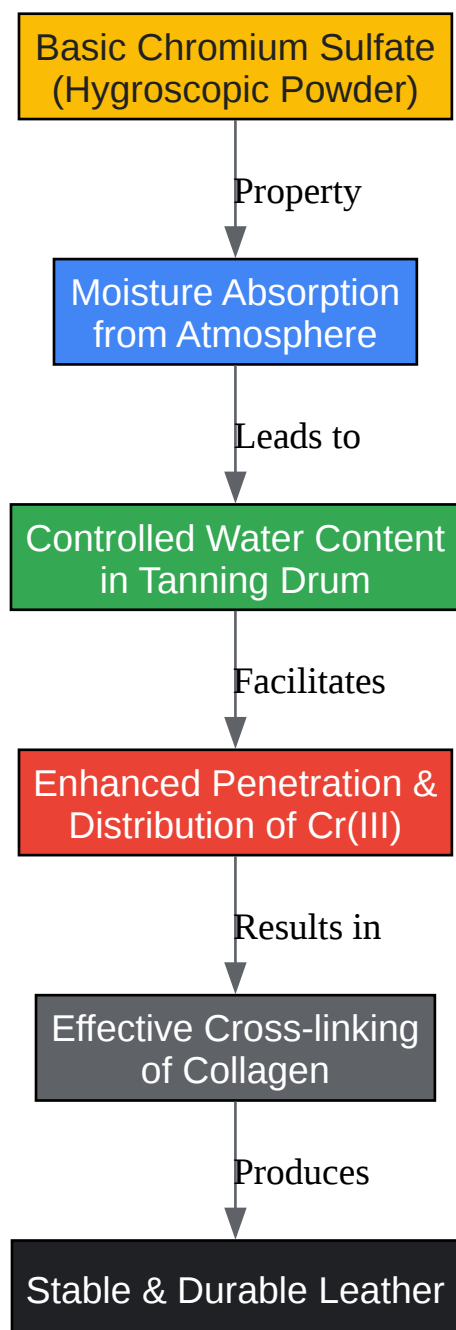 Basic Chromium Sulfate
(Hygroscopic Powder)
Property
Moisture Absorption
from Atmosphere
Leads to
Controlled Water Content
in Tanning Drum
Facilitates
Enhanced Penetration &
Distribution of Cr(III)
Results in
Effective Cross-linking
of Collagen
Produces
Stable & Durable Leather